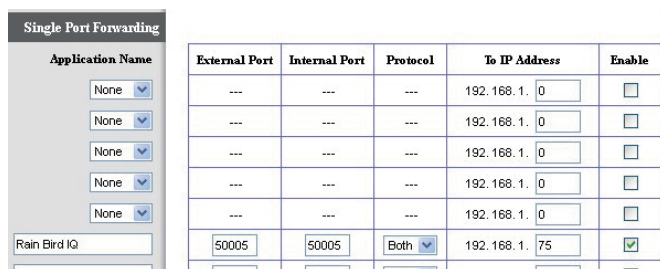 Single Port Forwarding
Application Name External Port Internal Port Protocol To IP Address Enable
None --- --- --- 192.168.1. 0
None --- --- --- 192.168.1. 0
None --- --- --- 192.168.1. 0
None --- --- --- 192.168.1. 0
None --- --- --- 192.168.1. 0
Rain Bird IQ 50005 50005 Both 192.168.1. 75